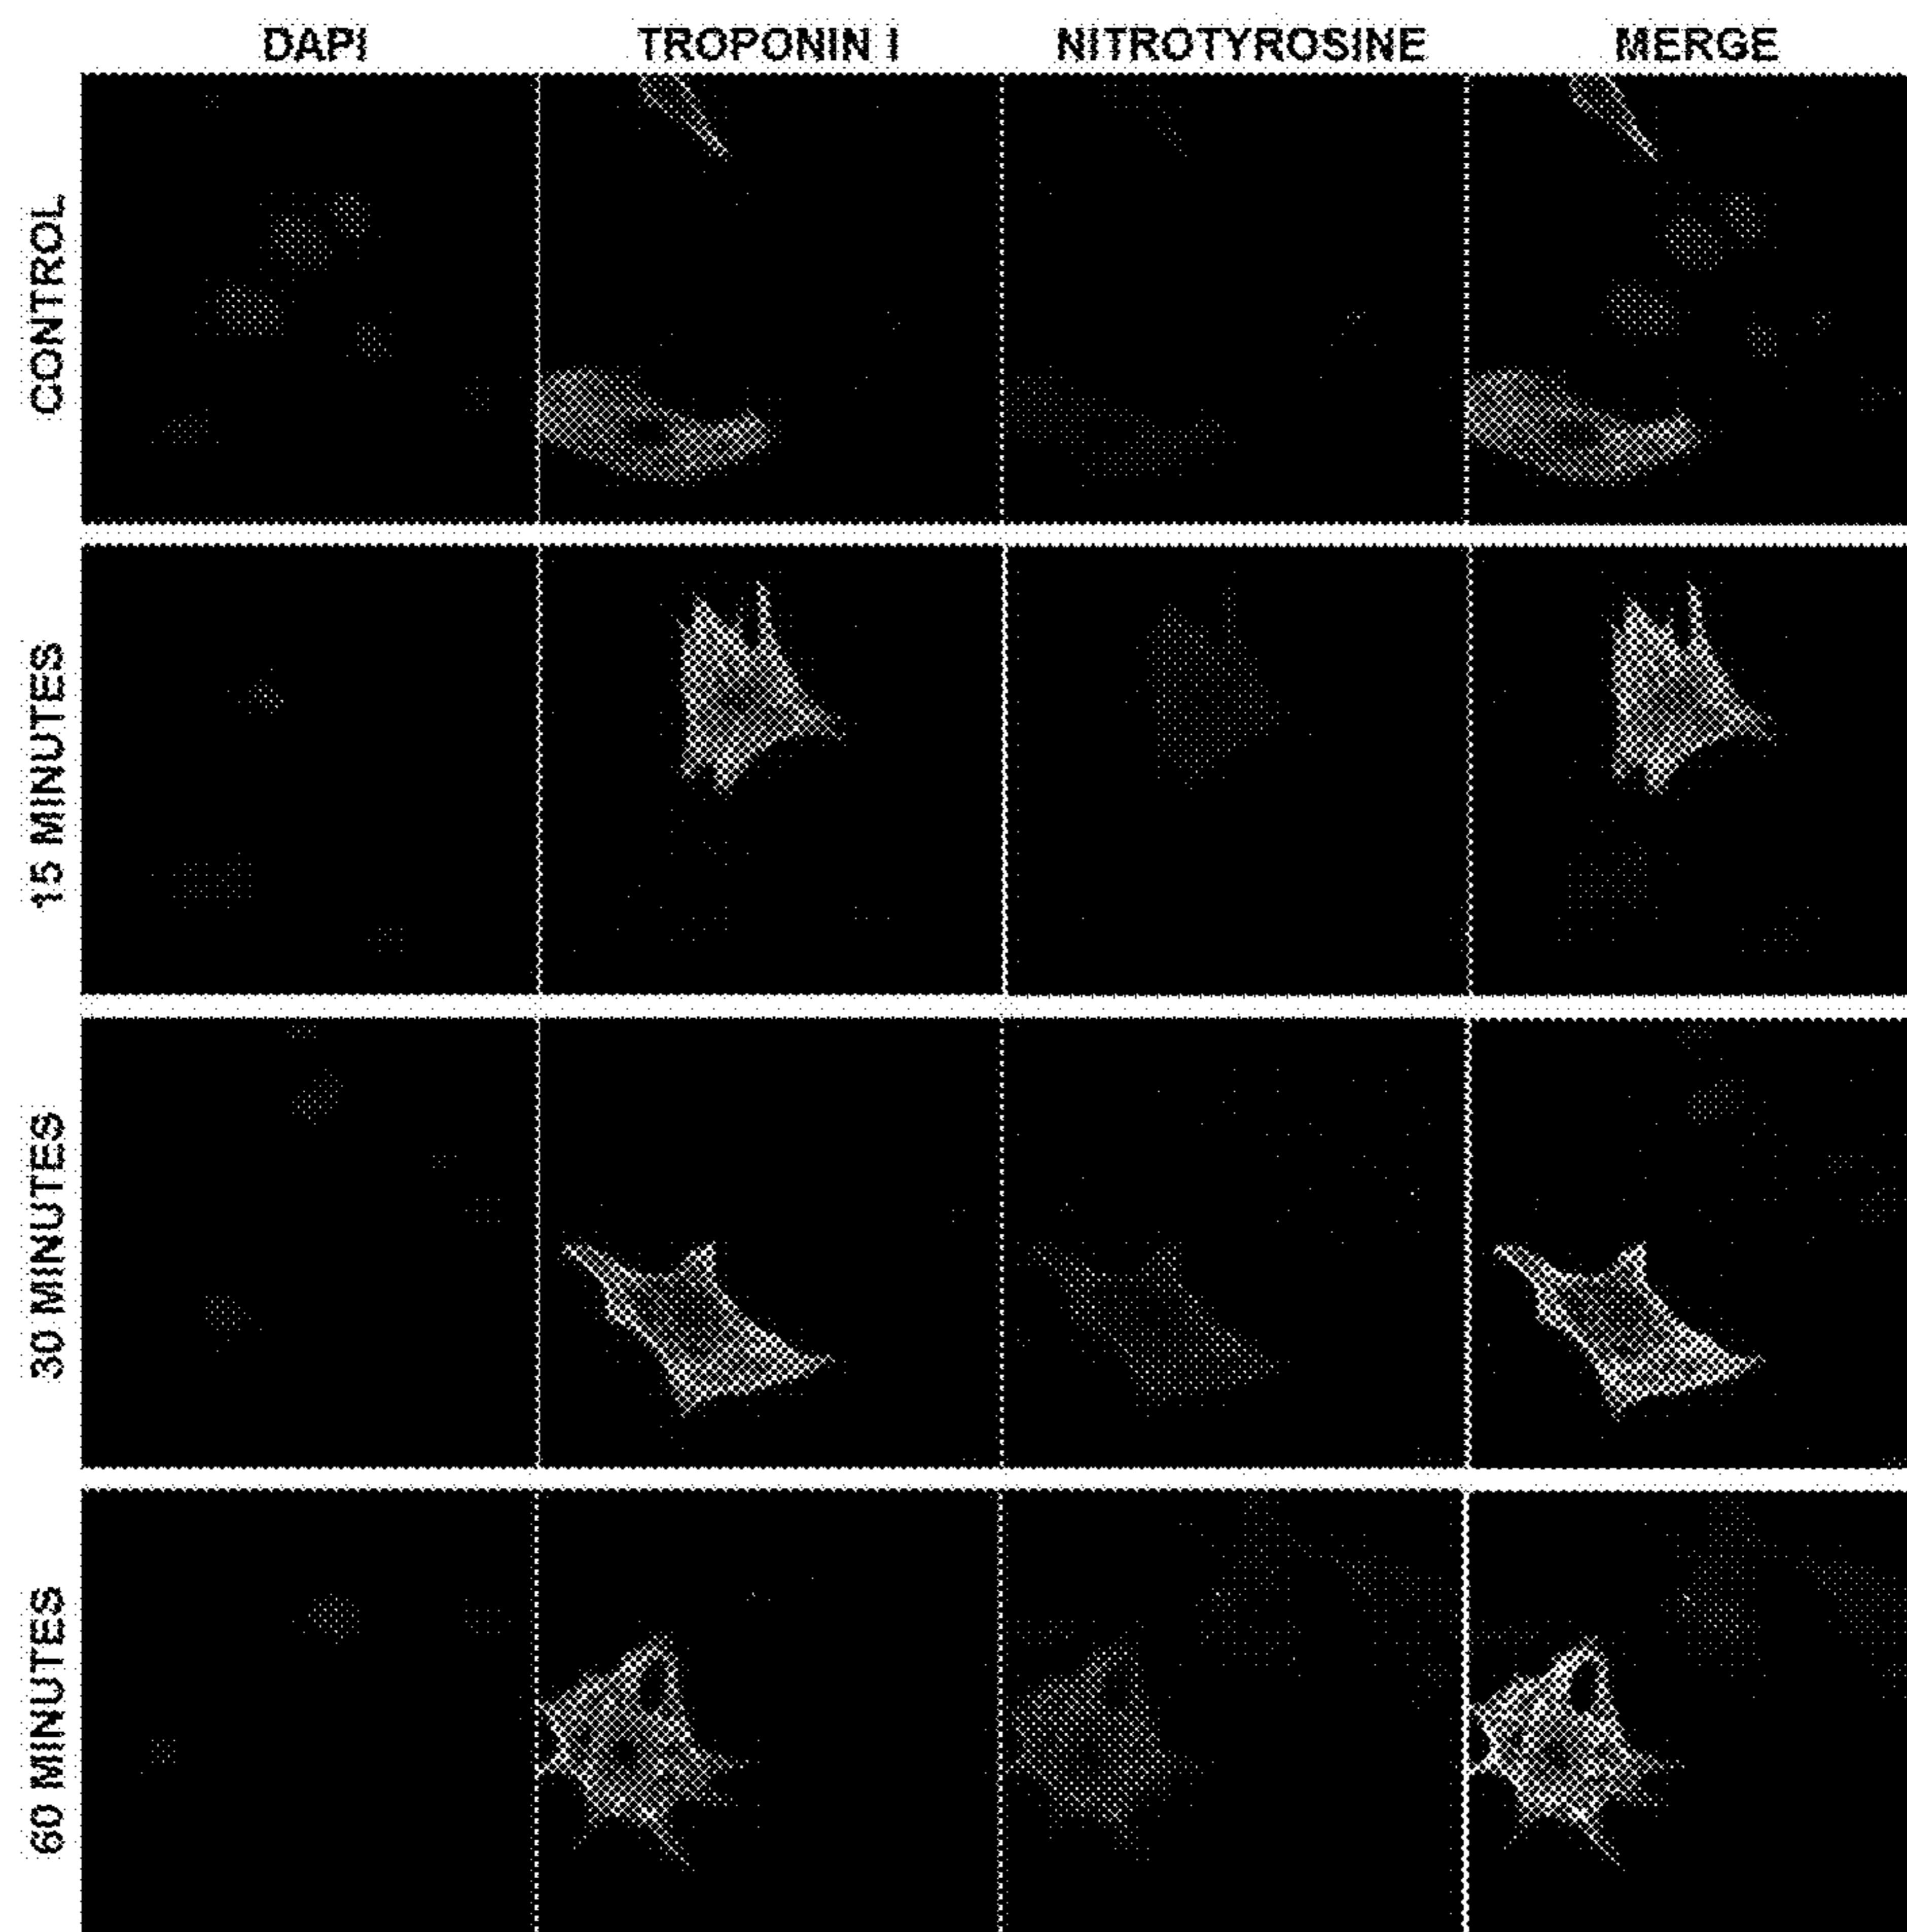 DAPI TROPONIN I NITROTYROSINE MERGE
CONTROL
15 MINUTES
30 MINUTES
60 MINUTES